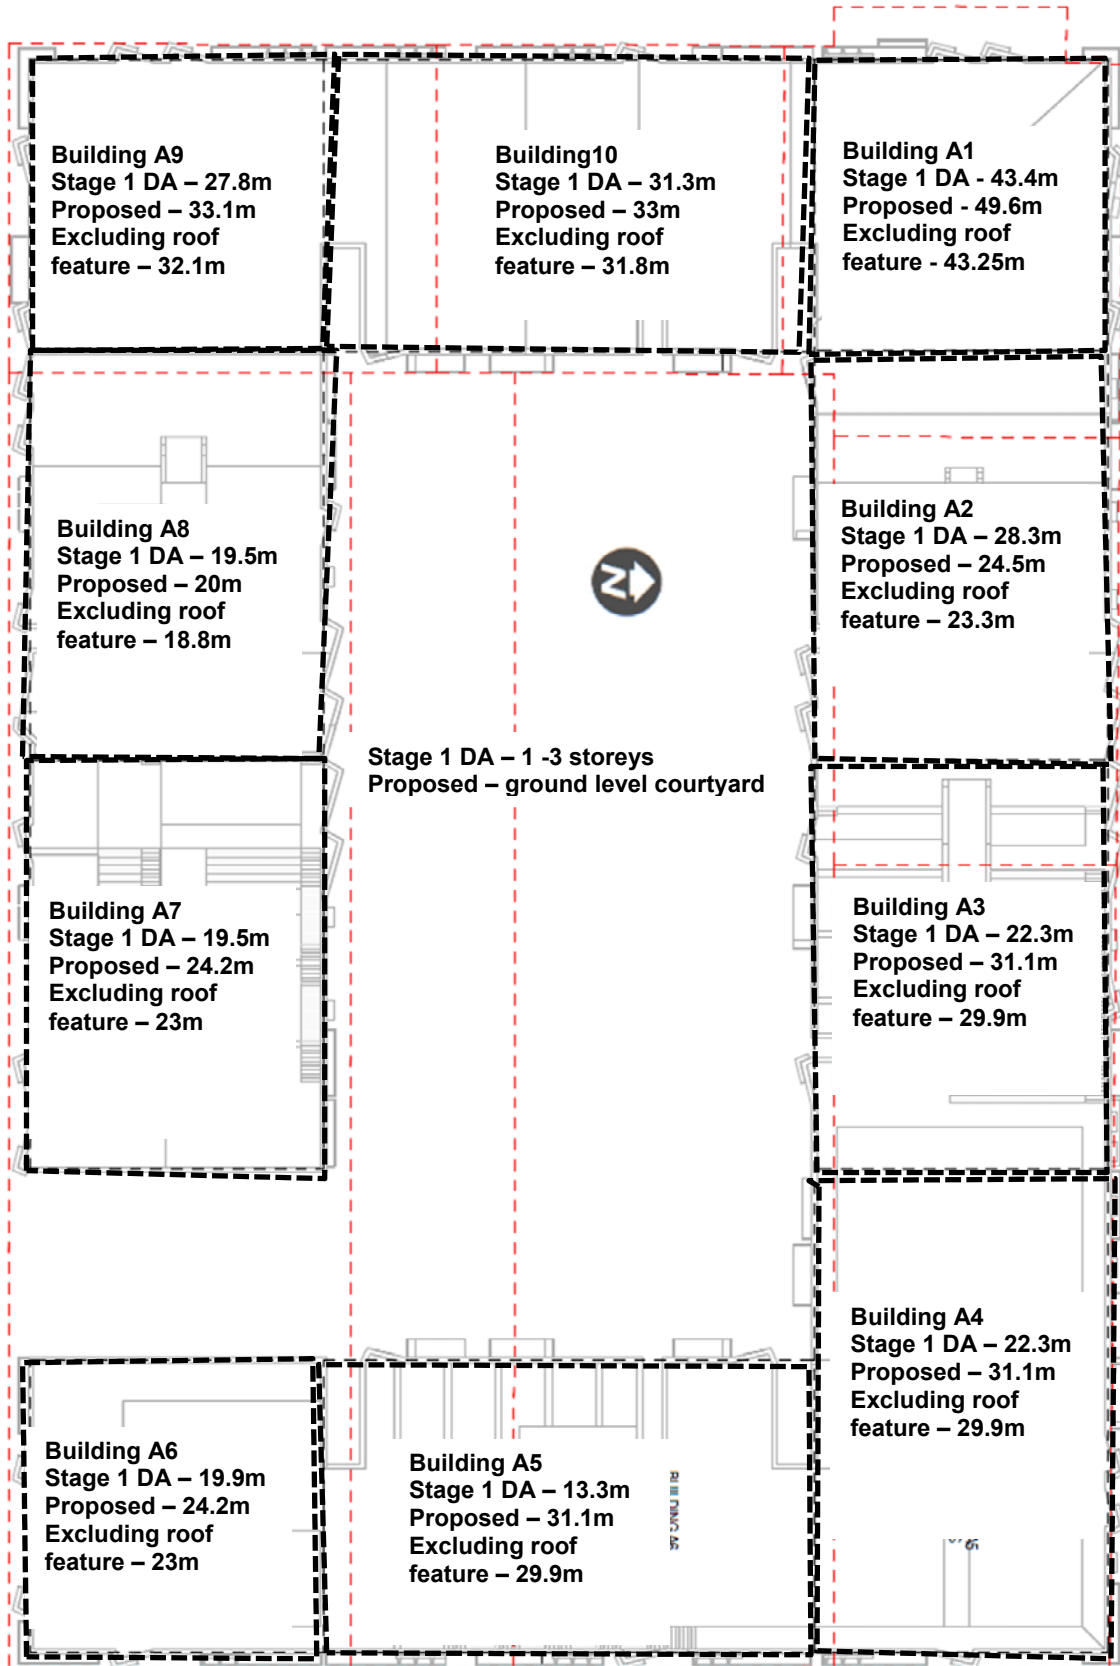 Building A9
Stage 1 DA – 27.8m
Proposed – 33.1m
Excluding roof
feature – 32.1m
Building10
Stage 1 DA – 31.3m
Proposed – 33m
Excluding roof
feature – 31.8m
Building A1
Stage 1 DA - 43.4m
Proposed - 49.6m
Excluding roof
feature - 43.25m
Building A8
Stage 1 DA – 19.5m
Proposed – 20m
Excluding roof
feature – 18.8m
N
Building A2
Stage 1 DA – 28.3m
Proposed – 24.5m
Excluding roof
feature – 23.3m
Stage 1 DA – 1 -3 storeys
Proposed – ground level courtyard
Building A7
Stage 1 DA – 19.5m
Proposed – 24.2m
Excluding roof
feature – 23m
Building A3
Stage 1 DA – 22.3m
Proposed – 31.1m
Excluding roof
feature – 29.9m
Building A4
Stage 1 DA – 22.3m
Proposed – 31.1m
Excluding roof
feature – 29.9m
Building A6
Stage 1 DA – 19.9m
Proposed – 24.2m
Excluding roof
feature – 23m
Building A5
Stage 1 DA – 13.3m
Proposed – 31.1m
Excluding roof
feature – 29.9m